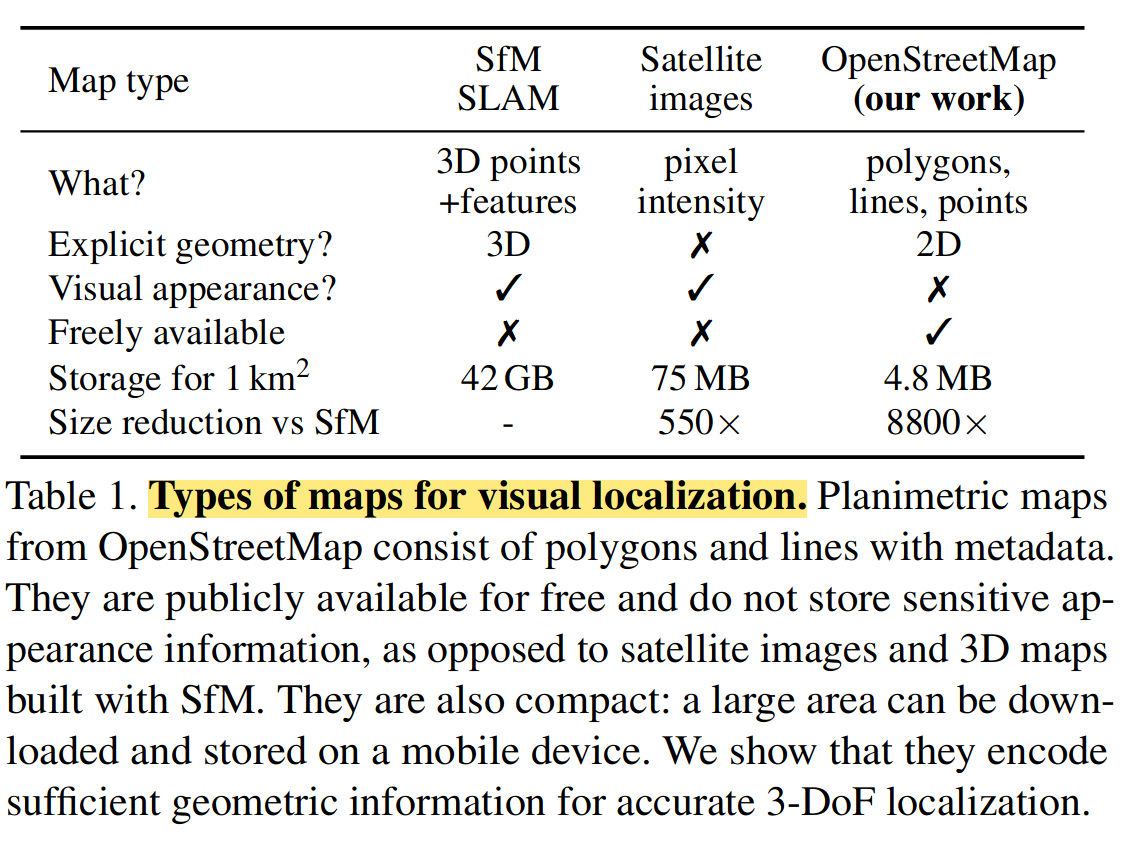 Map type SfM SLAM Satellite images OpenStreetMap (our work)
What? 3D points +features pixel intensity polygons, lines, points
Explicit geometry? 3D ✗ 2D
Visual appearance? ✓ ✓ ✗
Freely available ✗ ✗ ✓
Storage for 1 km² 42 GB 75 MB 4.8 MB
Size reduction vs SfM - 550× 8800×
Table 1. Types of maps for visual localization. Planimetric maps
from OpenStreetMap consist of polygons and lines with metadata.
They are publicly available for free and do not store sensitive ap-
pearance information, as opposed to satellite images and 3D maps
built with SfM. They are also compact: a large area can be down-
loaded and stored on a mobile device. We show that they encode
sufficient geometric information for accurate 3-DoF localization.